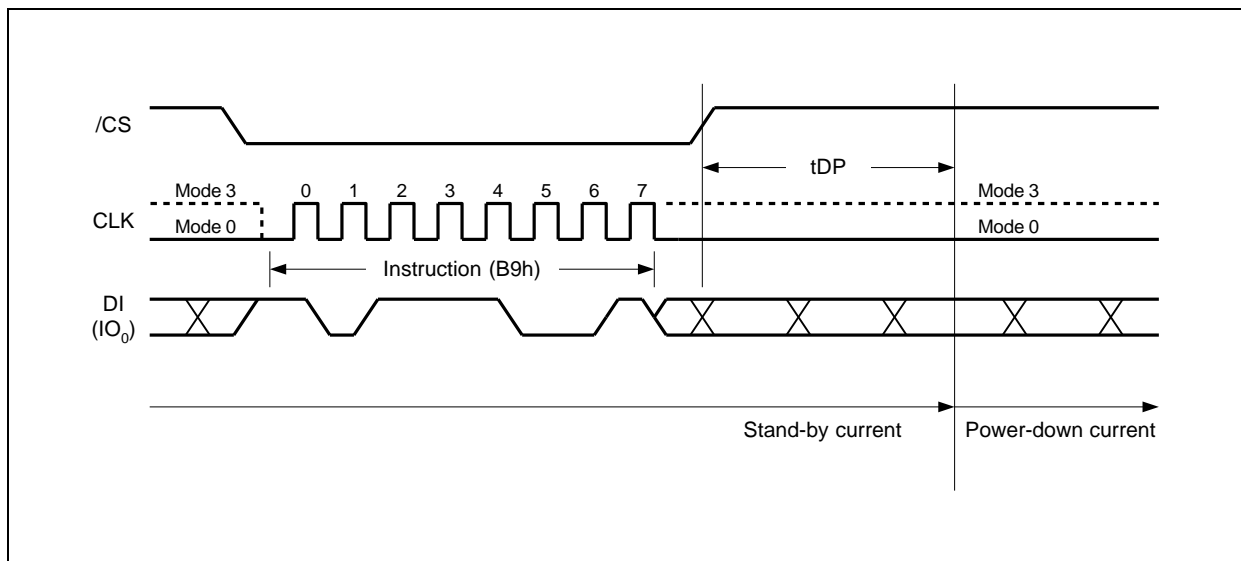 /CS
tDP
Mode 3 0 1 2 3 4 5 6 7 Mode 3
CLK
Mode 0 Mode 0
Instruction (B9h)
DI
(IO0)
Stand-by current Power-down current